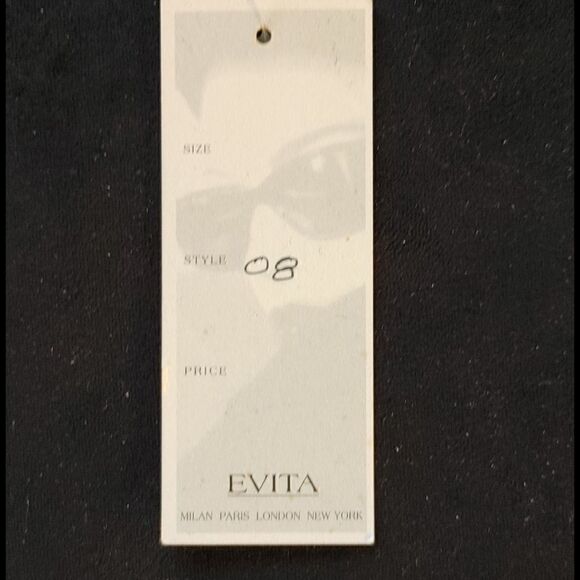 SIZE
STYLE 08
PRICE
EVITA
MILAN PARIS LONDON NEW YORK